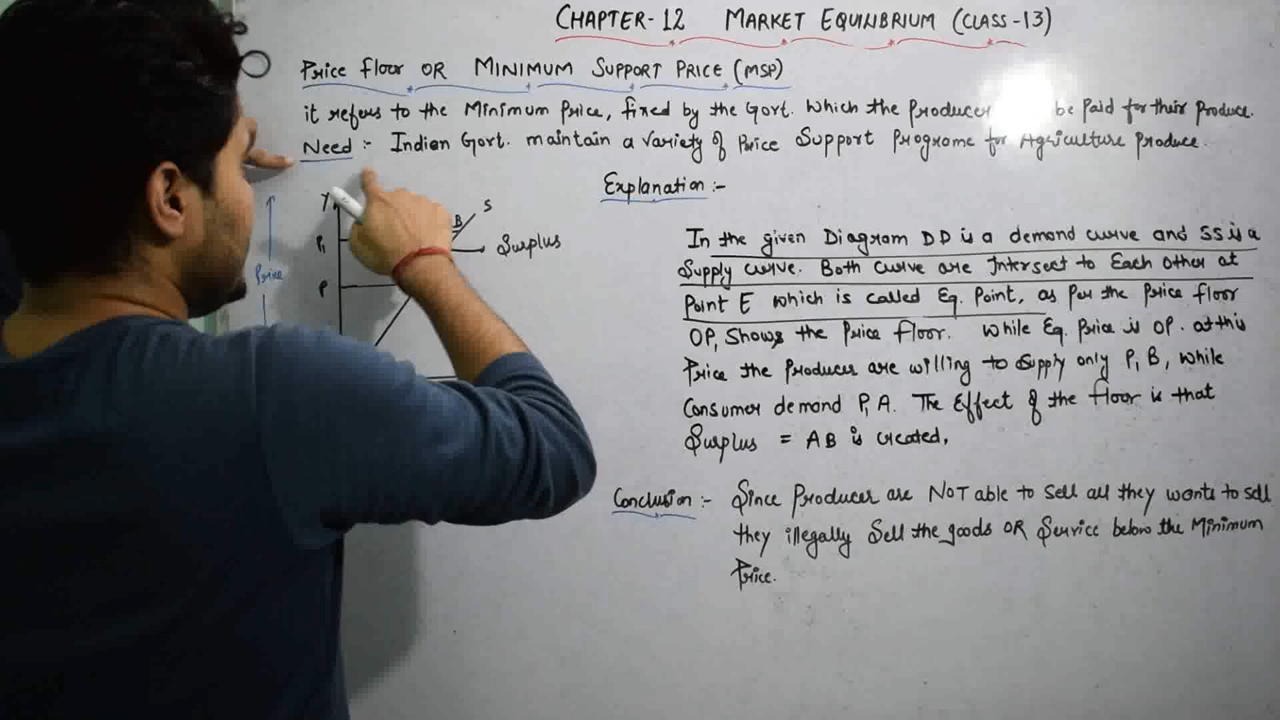 CHAPTER-12 MARKET EQUILIBRIUM (CLASS-13)
Price floor OR MINIMUM SUPPORT PRICE (MSP)
it refers to the Minimum Price, fixed by the Govt. which the Producer be Paid for their Produce.
Need :- Indian Govt. maintain a variety of Price Support Programe for Agriculture Produce.
Explanation :-
Y
B S
P1 Surplus
Price
P
In the given Diagram DD is a demand curve and SS is a
Supply curve. Both Curve are Intersect to Each other at
Point E which is called Eq. Point, as Per the Price floor
OP, Shows the Price floor. While Eq. Price is OP. at this
Price the Producer are willing to Supply only P, B, while
Consumer demand P, A. The Effect of the floor is that
Surplus = AB is created.
Conclusion :- Since Producer are NOT able to sell all they wants to sell
they illegally Sell the goods OR Service below the Minimum
Price.